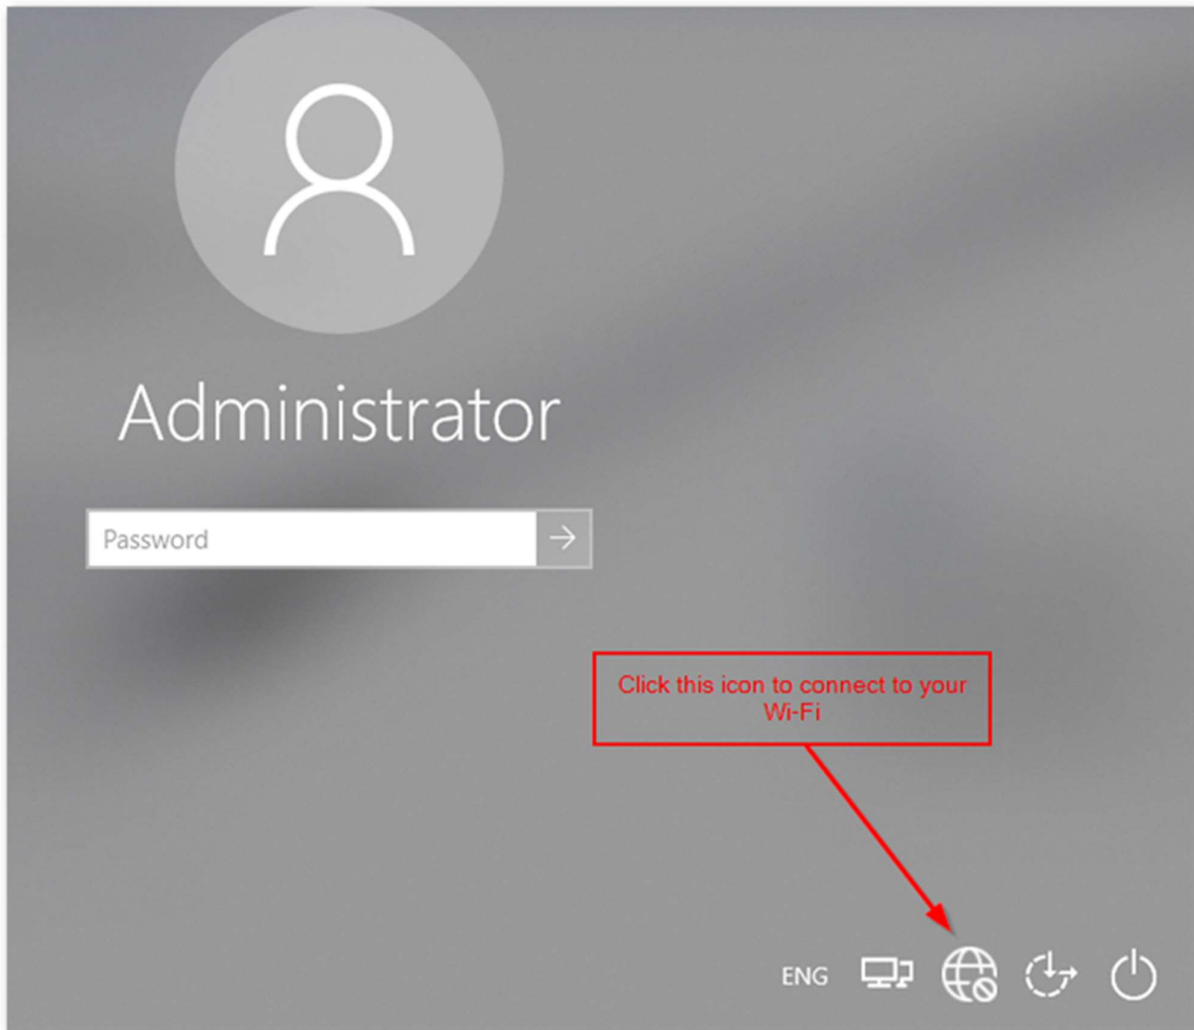 Administrator
Password
Click this icon to connect to your
Wi-Fi
ENG